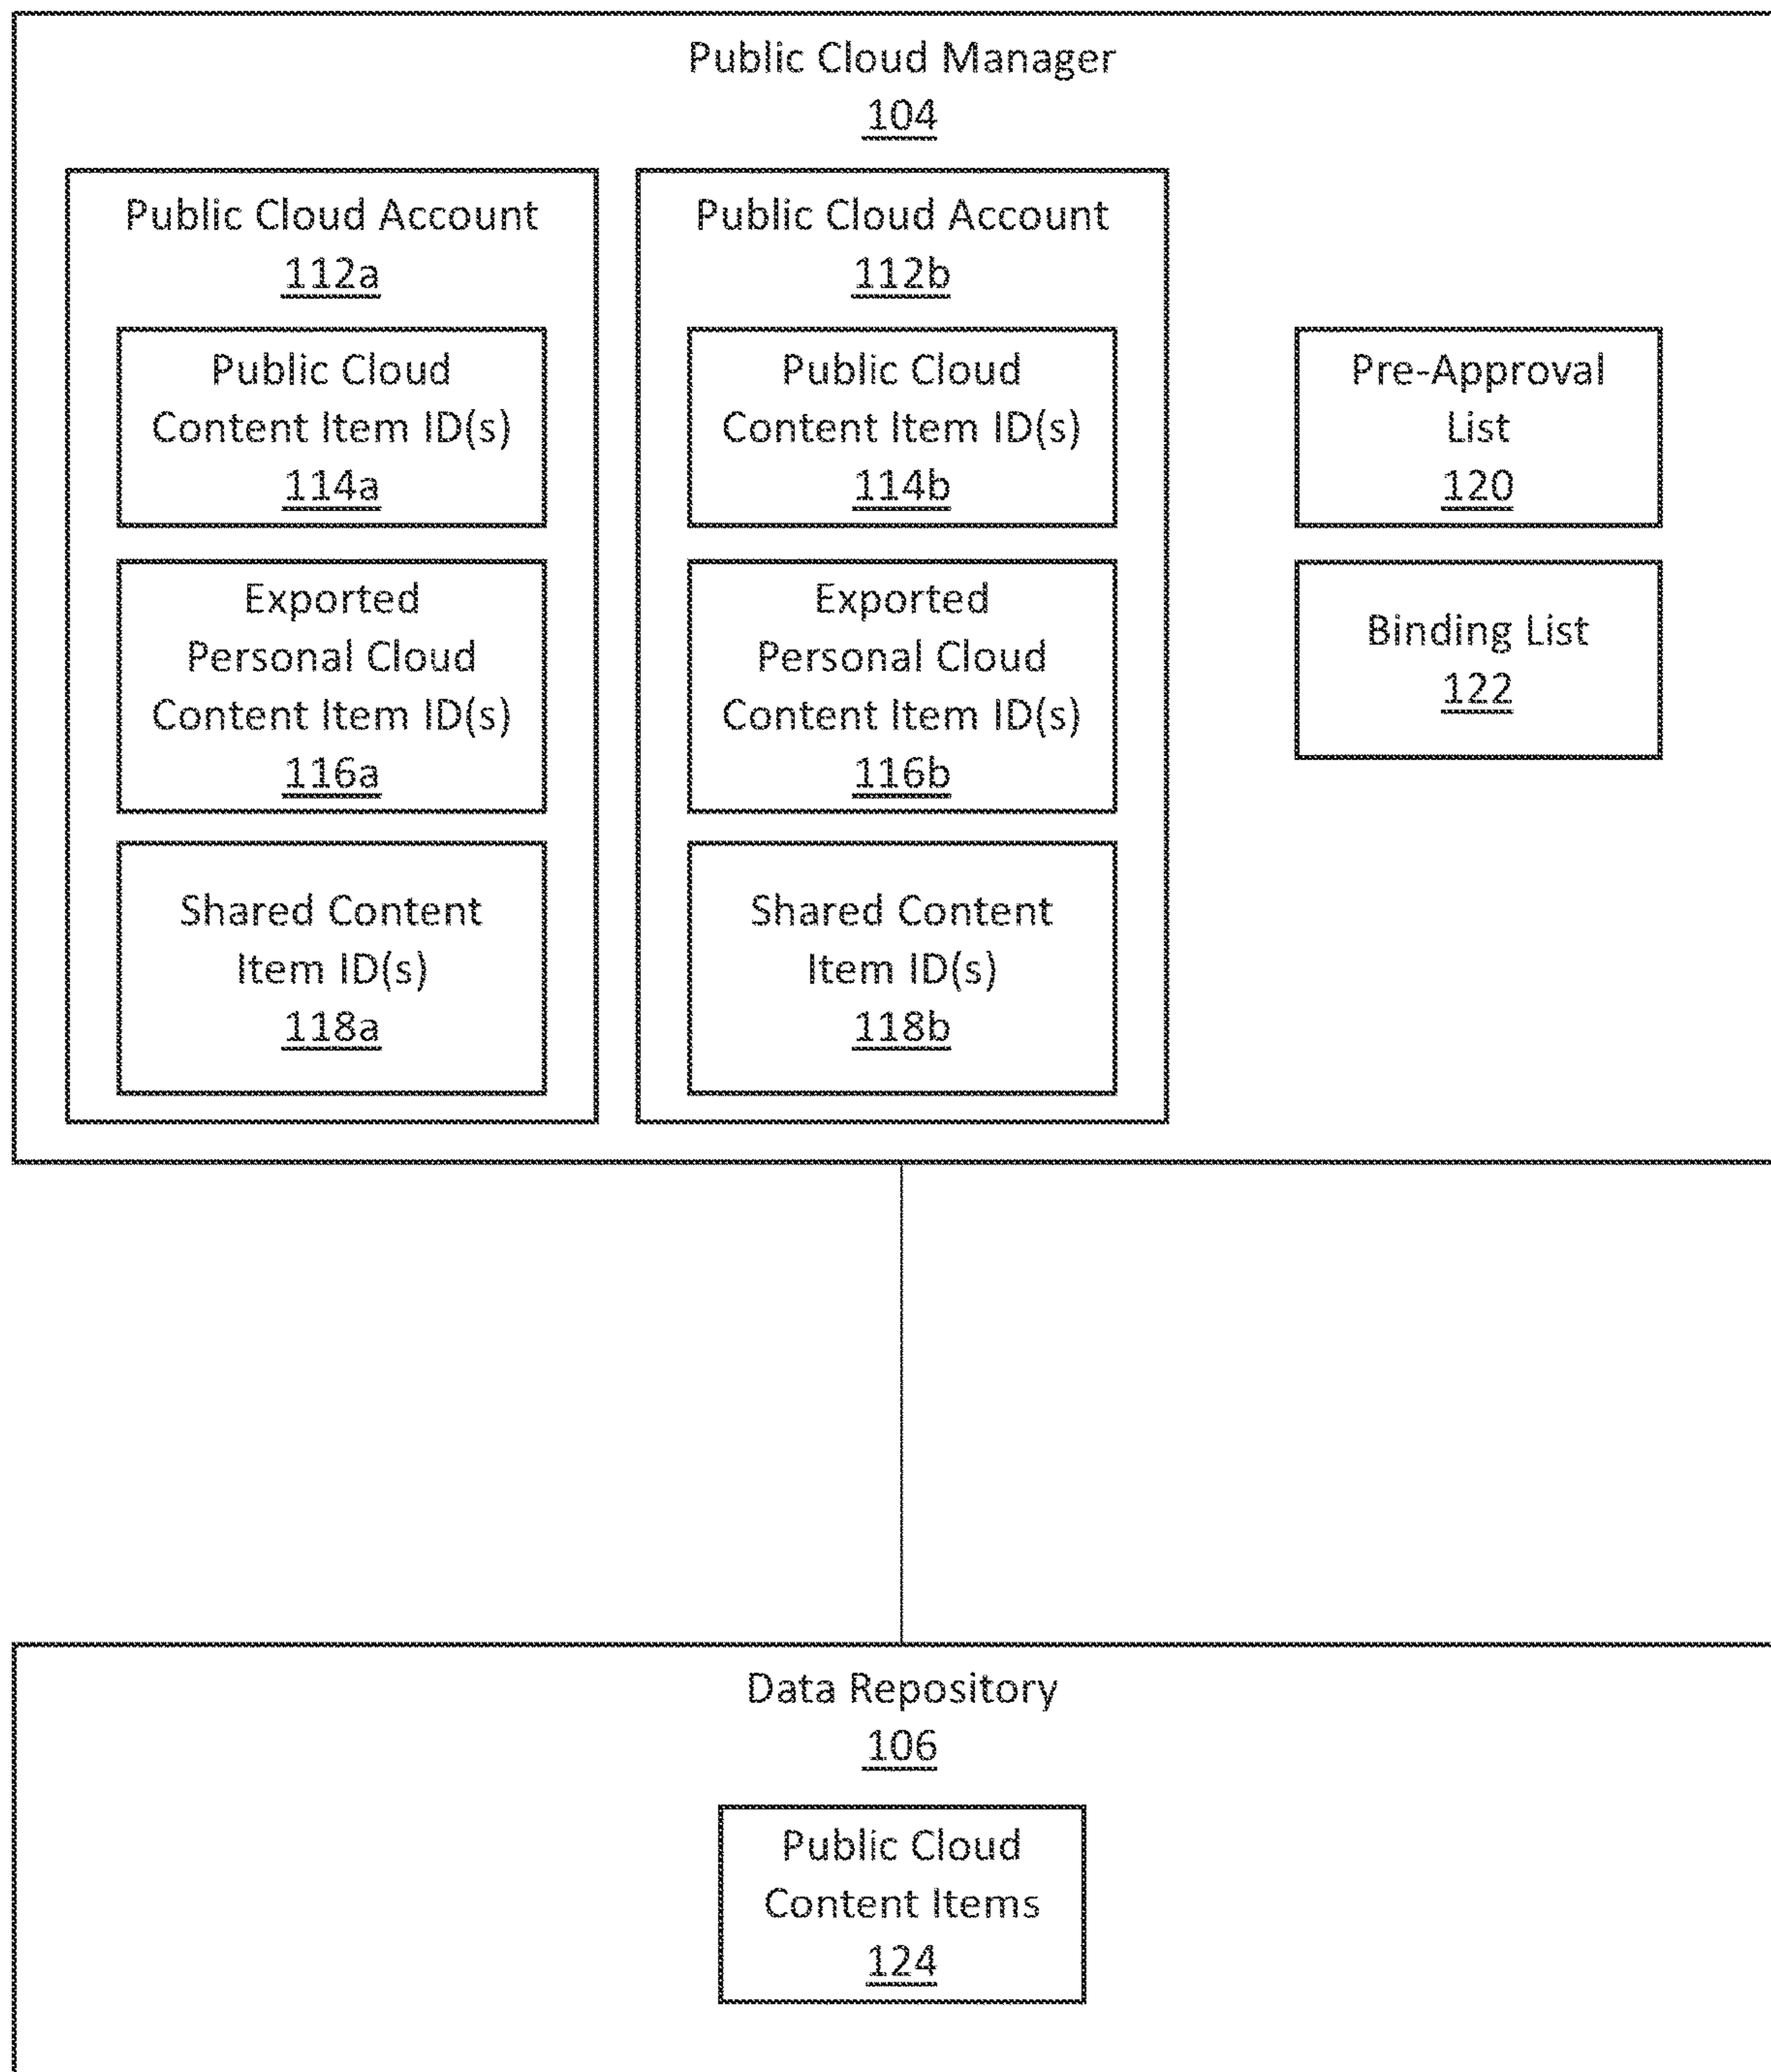 Public Cloud Manager
104
Public Cloud Account
112a
Public Cloud
Content Item ID(s)
114a
Exported
Personal Cloud
Content Item ID(s)
116a
Shared Content
Item ID(s)
118a
Public Cloud Account
112b
Public Cloud
Content Item ID(s)
114b
Exported
Personal Cloud
Content Item ID(s)
116b
Shared Content
Item ID(s)
118b
Pre-Approval
List
120
Binding List
122
Data Repository
106
Public Cloud
Content Items
124